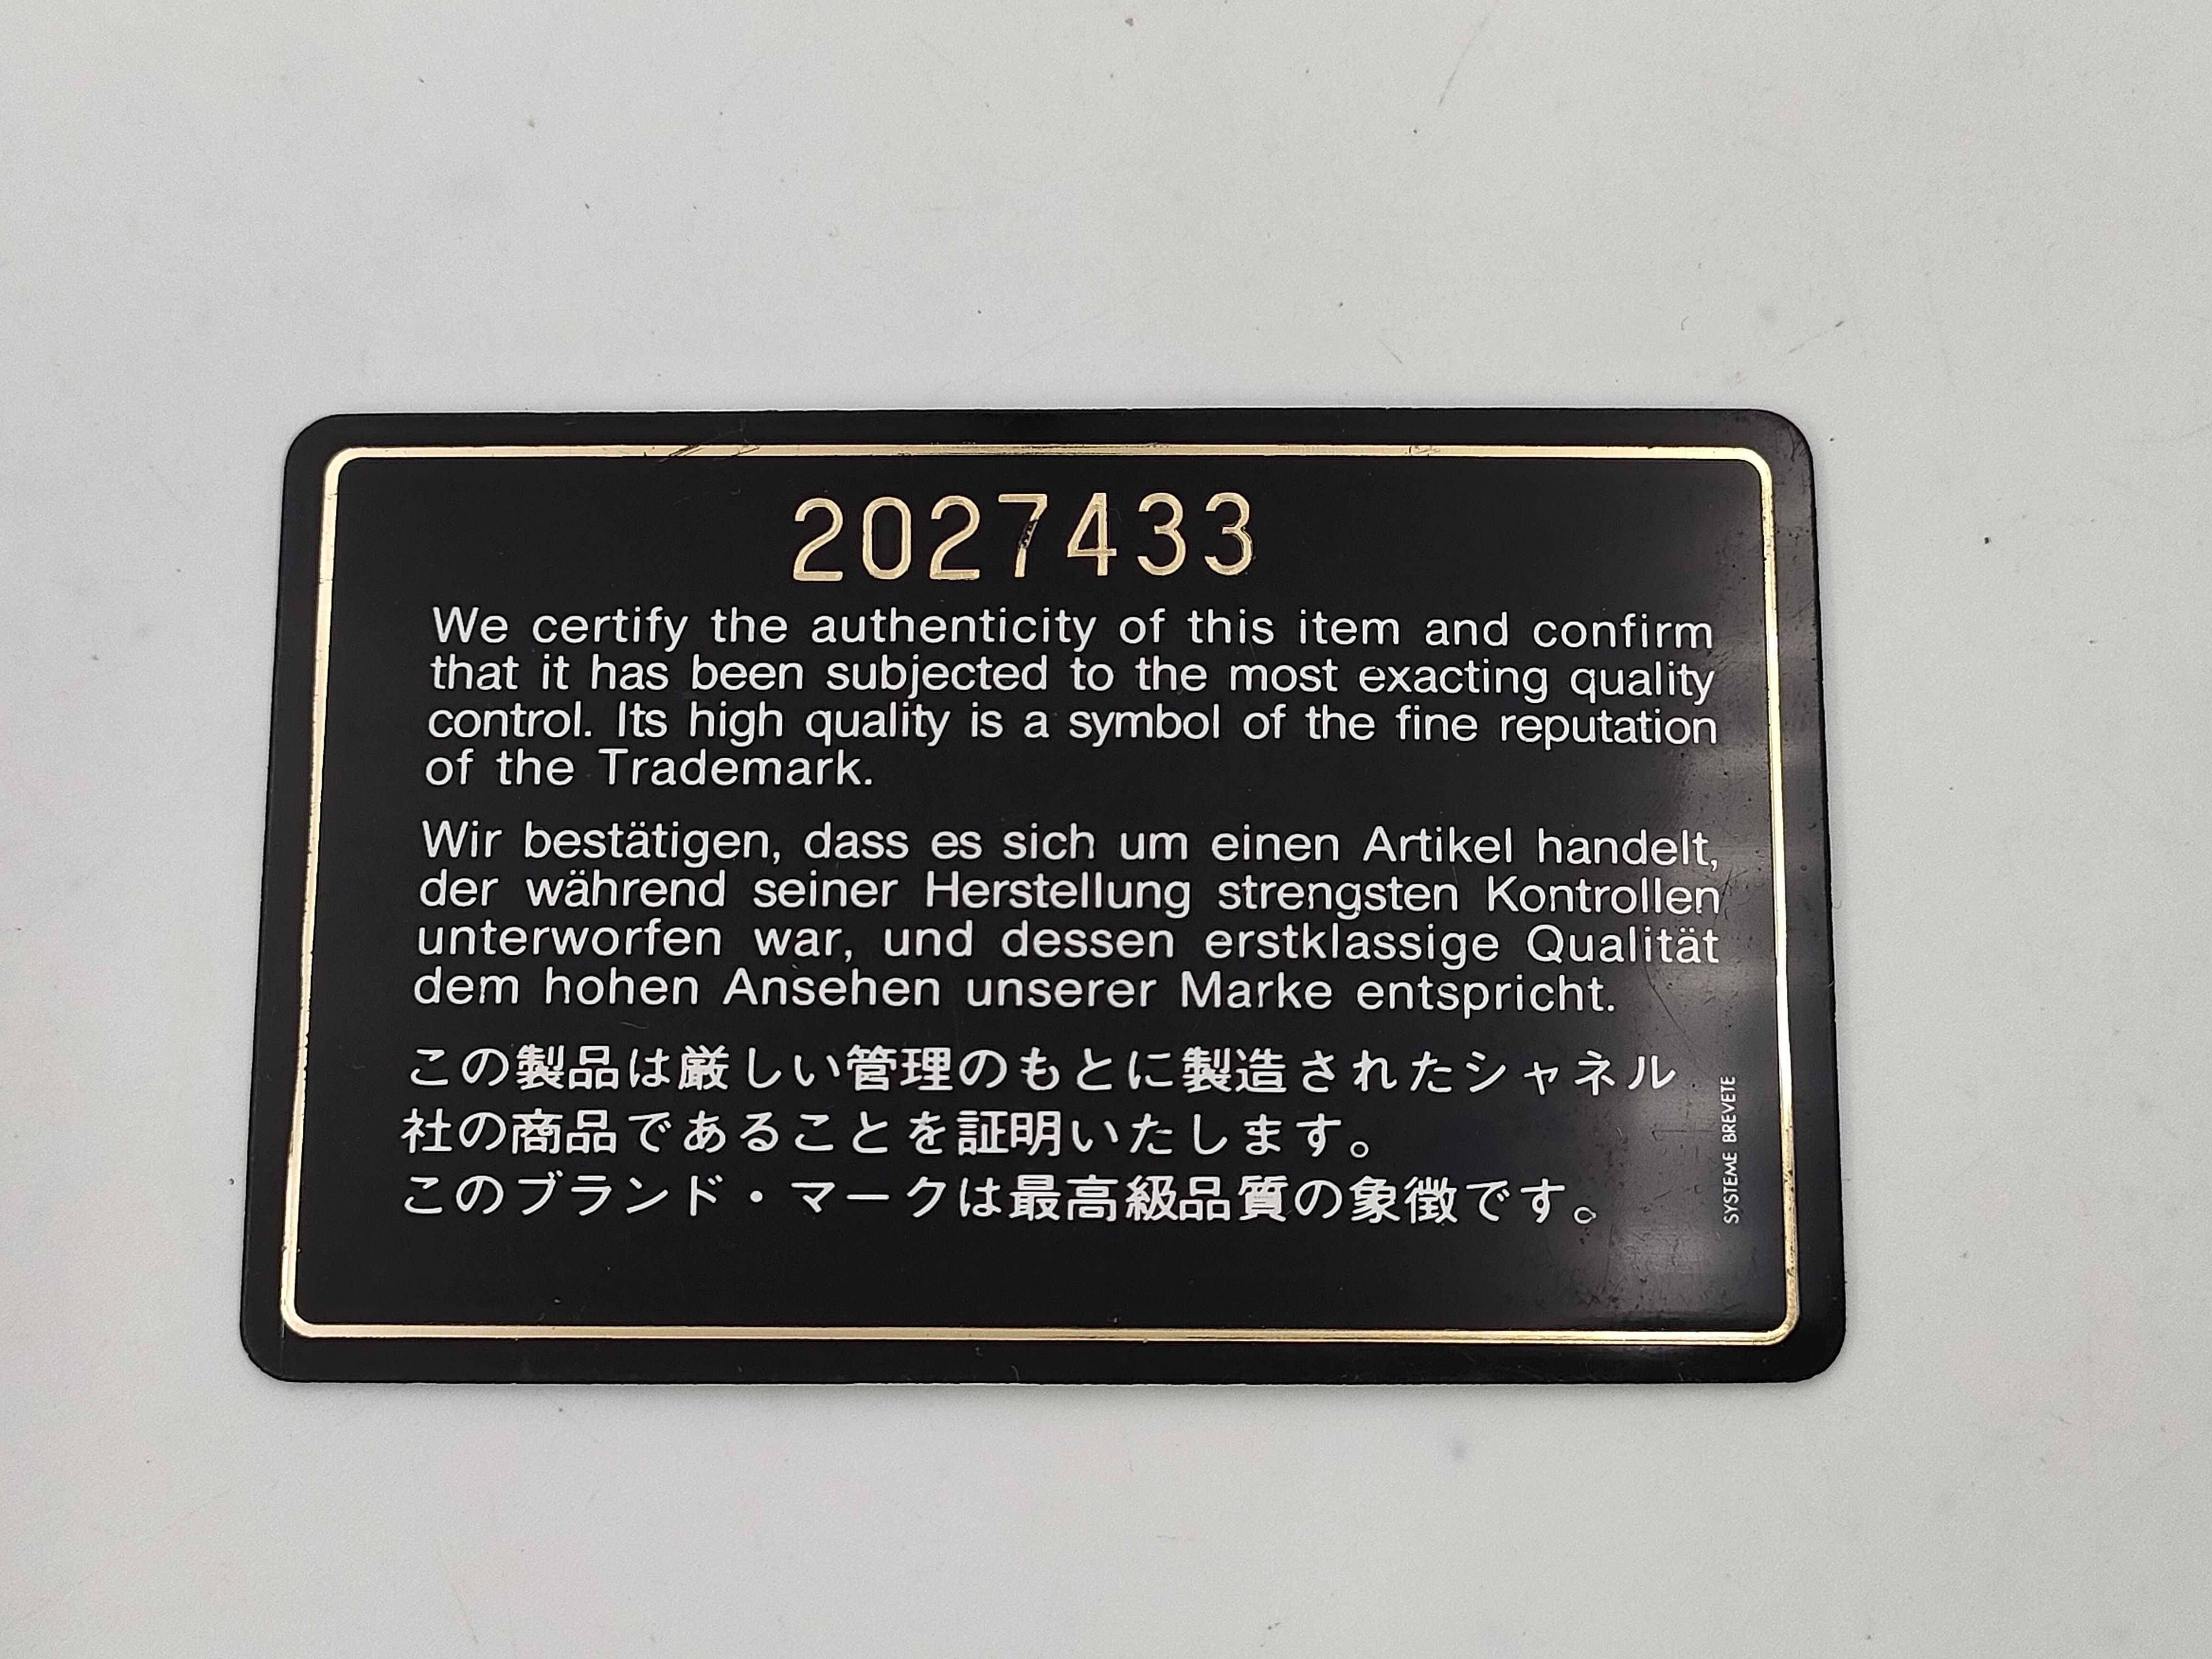 2027433
We certify the authenticity of this item and confirm
that it has been subjected to the most exacting quality
control. Its high quality is a symbol of the fine reputation
of the Trademark.
Wir bestätigen, dass es sich um einen Artikel handelt,
der während seiner Herstellung strengsten Kontrollen
unterworfen war, und dessen erstklassige Qualität
dem hohen Ansehen unserer Marke entspricht.
この製品は厳しい管理のもとに製造されたシャネル
社の商品であることを証明いたします。
このブランド・マークは最高級品質の象徴です。
SYSTEME BREVETE